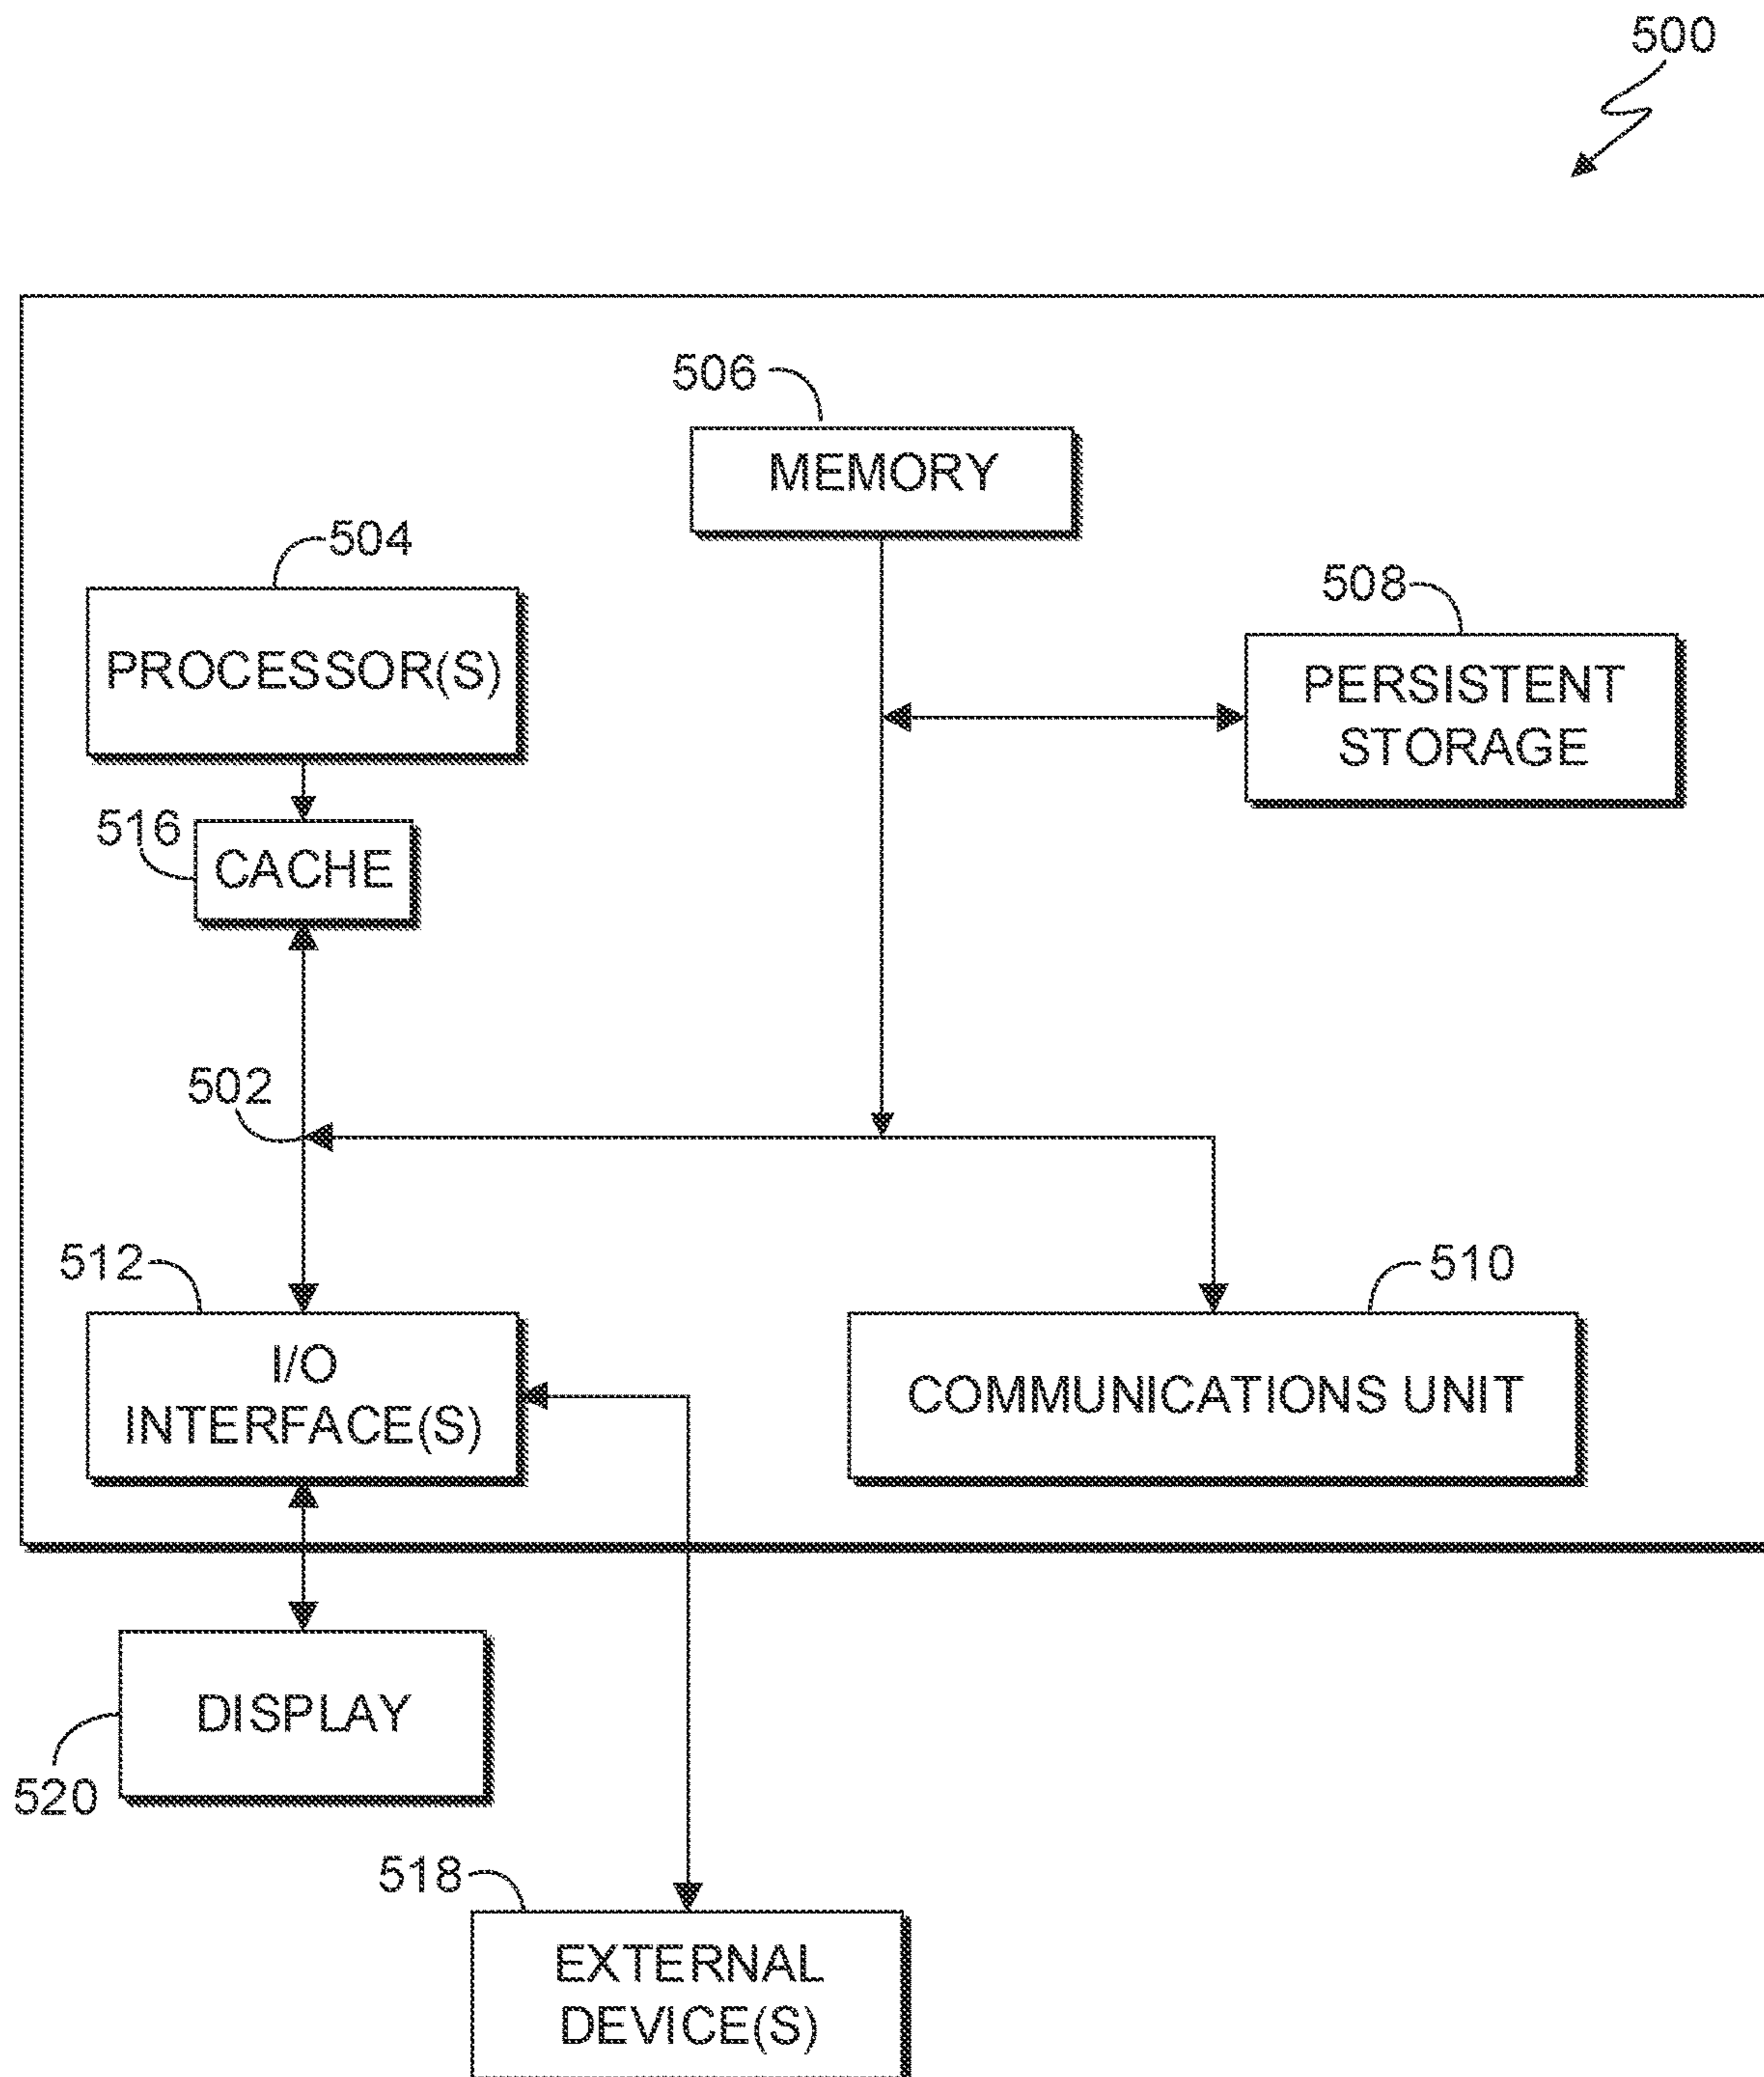 500
506
MEMORY
504
PROCESSOR(S)
508
PERSISTENT
STORAGE
516
CACHE
502
512
I/O
INTERFACE(S)
510
COMMUNICATIONS UNIT
DISPLAY
520
518
EXTERNAL
DEVICE(S)